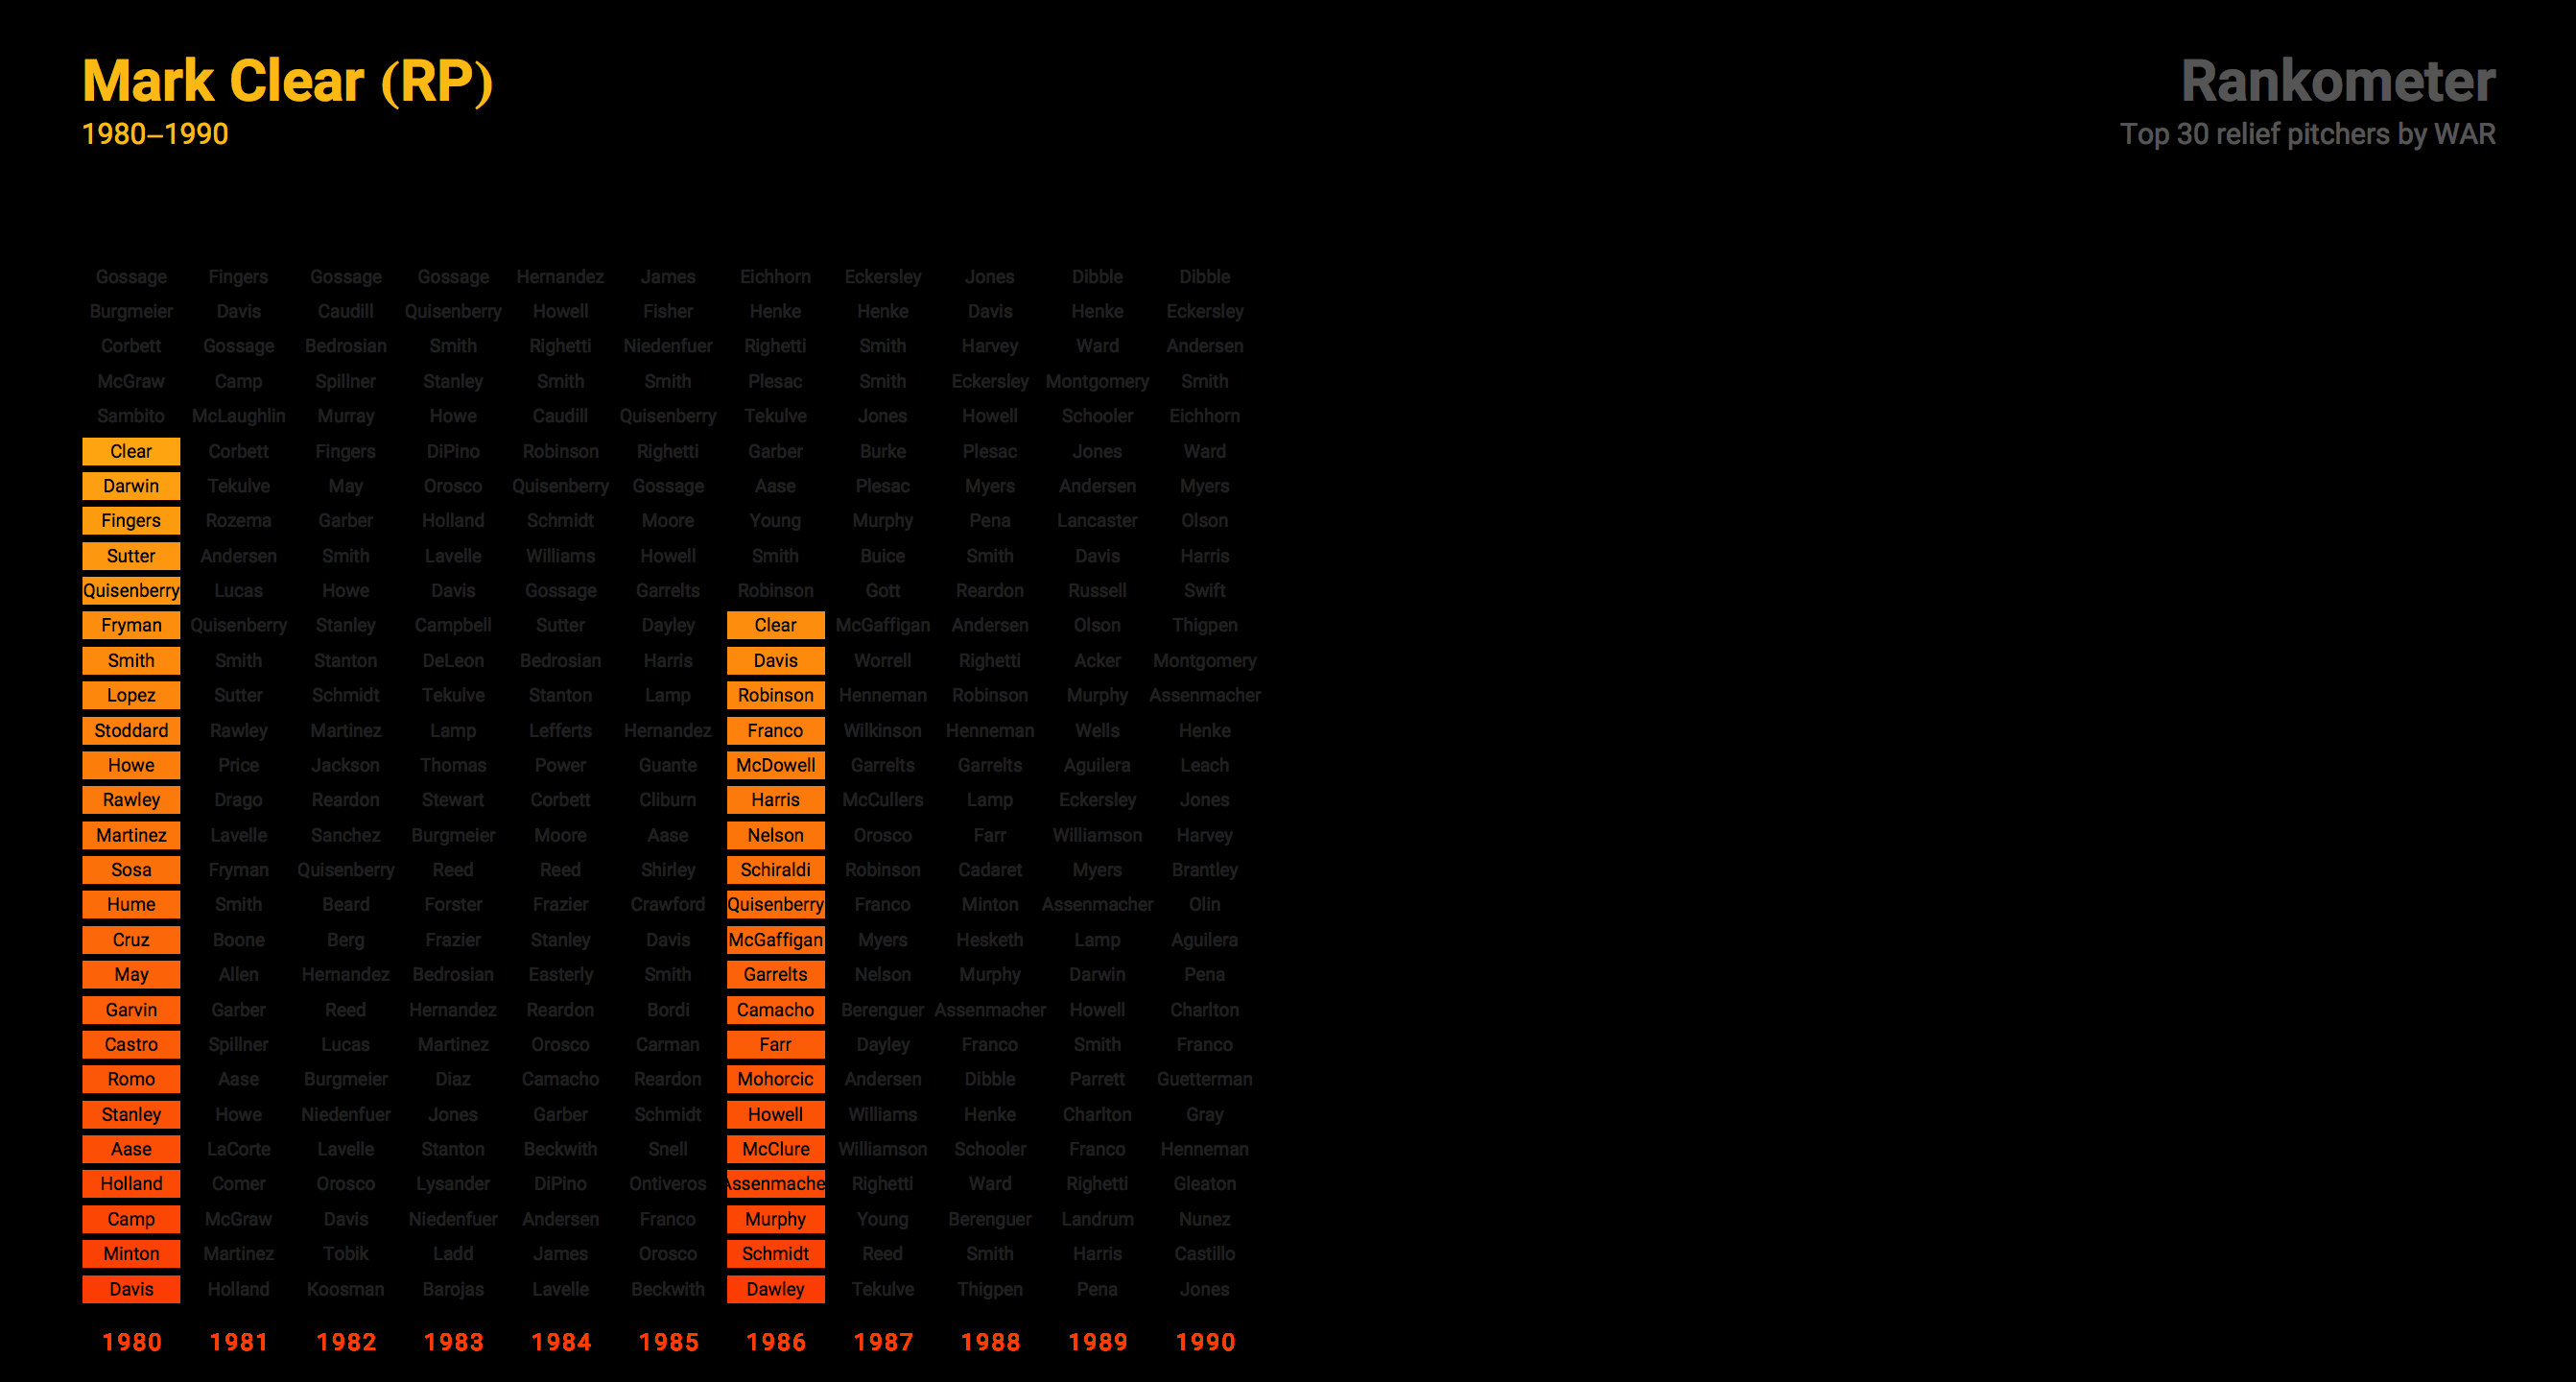 Mark Clear (RP)
1980–1990
Rankometer
Top 30 relief pitchers by WAR
Gossage Fingers Gossage Gossage Hernandez James Eichhorn Eckersley Jones Dibble Dibble
Burgmeier Davis Caudill Quisenberry Howell Fisher Henke Henke Davis Henke Eckersley
Corbett Gossage Bedrosian Smith Righetti Niedenfuer Righetti Smith Harvey Ward Andersen
McGraw Camp Spillner Stanley Smith Smith Plesac Smith Eckersley Montgomery Smith
Sambito McLaughlin Murray Howe Caudill Quisenberry Tekulve Jones Howell Schooler Eichhorn
Clear Corbett Fingers DiPino Robinson Righetti Garber Burke Plesac Jones Ward
Darwin Tekulve May Orosco Quisenberry Gossage Aase Plesac Myers Andersen Myers
Fingers Rozema Garber Holland Schmidt Moore Young Murphy Pena Lancaster Olson
Sutter Andersen Smith Lavelle Williams Howell Smith Buice Smith Davis Harris
Quisenberry Lucas Howe Davis Gossage Garrelts Robinson Gott Reardon Russell Swift
Fryman Quisenberry Stanley Campbell Sutter Dayley Clear McGaffigan Andersen Olson Thigpen
Smith Smith Stanton DeLeon Bedrosian Harris Davis Worrell Righetti Acker Montgomery
Lopez Sutter Schmidt Tekulve Stanton Lamp Robinson Henneman Robinson Murphy Assenmacher
Stoddard Rawley Martinez Lamp Lefferts Hernandez Franco Wilkinson Henneman Wells Henke
Howe Price Jackson Thomas Power Guante McDowell Garrelts Garrelts Aguilera Leach
Rawley Drago Reardon Stewart Corbett Cliburn Harris McCullers Lamp Eckersley Jones
Martinez Lavelle Sanchez Burgmeier Moore Aase Nelson Orosco Farr Williamson Harvey
Sosa Fryman Quisenberry Reed Reed Shirley Schiraldi Robinson Cadaret Myers Brantley
Hume Smith Beard Forster Frazier Crawford Quisenberry Franco Minton Assenmacher Olin
Cruz Boone Berg Frazier Stanley Davis McGaffigan Myers Hesketh Lamp Aguilera
May Allen Hernandez Bedrosian Easterly Smith Garrelts Nelson Murphy Darwin Pena
Garvin Garber Reed Hernandez Reardon Bordi Camacho Berenguer Assenmacher Howell Charlton
Castro Spillner Lucas Martinez Orosco Carman Farr Dayley Franco Smith Franco
Romo Aase Burgmeier Diaz Camacho Reardon Mohorcic Andersen Dibble Parrett Guetterman
Stanley Howe Niedenfuer Jones Garber Schmidt Howell Williams Henke Charlton Gray
Aase LaCorte Lavelle Stanton Beckwith Snell McClure Williamson Schooler Franco Henneman
Holland Comer Orosco Lysander DiPino Ontiveros Assenmache Righetti Ward Righetti Gleaton
Camp McGraw Davis Niedenfuer Andersen Franco Murphy Young Berenguer Landrum Nunez
Minton Martinez Tobik Ladd James Orosco Schmidt Reed Smith Harris Castillo
Davis Holland Koosman Barojas Lavelle Beckwith Dawley Tekulve Thigpen Pena Jones
1980 1981 1982 1983 1984 1985 1986 1987 1988 1989 1990